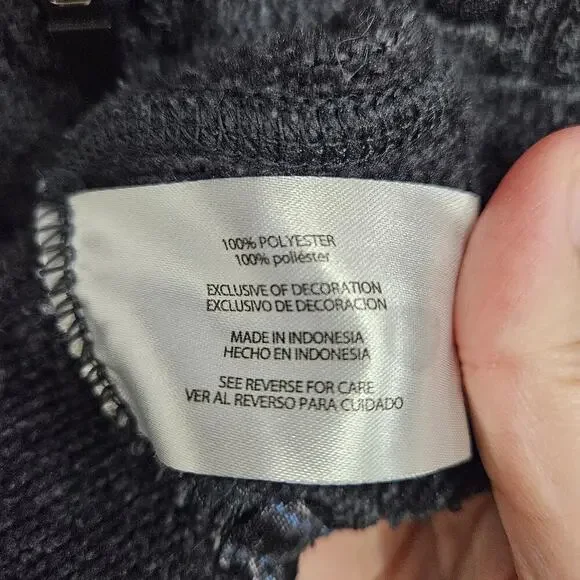 100% POLYESTER
100% poliéster
EXCLUSIVE OF DECORATION
EXCLUSIVO DE DECORACION
MADE IN INDONESIA
HECHO EN INDONESIA
SEE REVERSE FOR CARE
VER AL REVERSO PARA CUIDADO